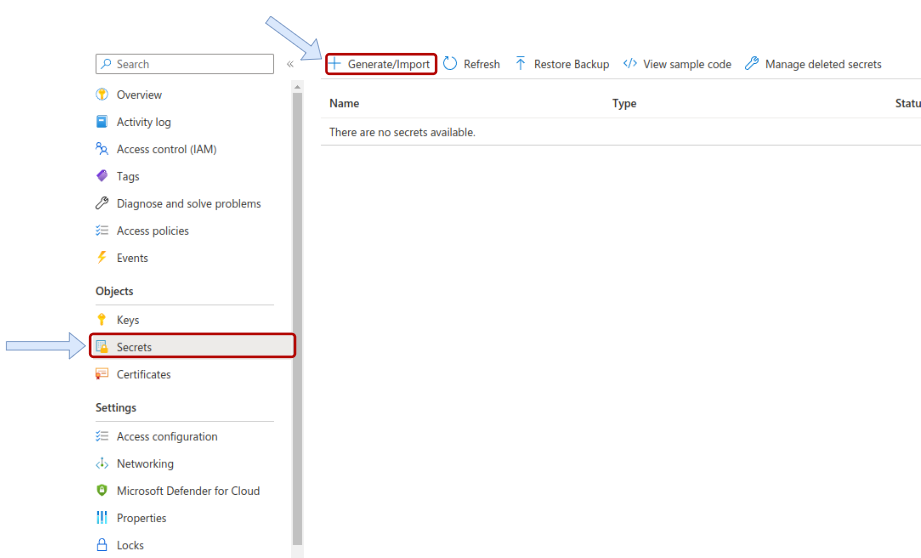 Search
«
Generate/Import
Refresh
Restore Backup
View sample code
Manage deleted secrets
Overview
Activity log
Access control (IAM)
Tags
Diagnose and solve problems
Access policies
Events
Objects
Keys
Secrets
Certificates
Settings
Access configuration
Networking
Microsoft Defender for Cloud
Properties
Locks
Name Type Statu
There are no secrets available.